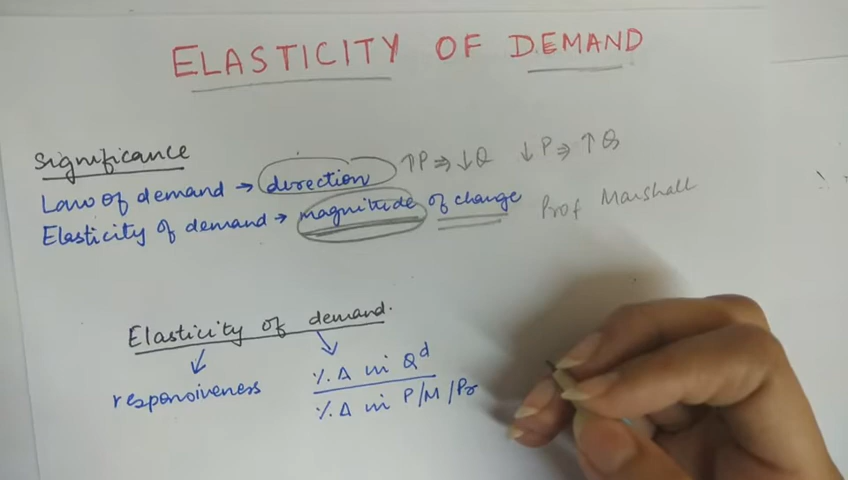 ELASTICITY OF DEMAND
Significance
Law of demand → direction ↑P ⇒ ↓Q ↓P ⇒ ↑Q
Elasticity of demand → magnitude of change Prof Marshall
Elasticity of demand.
responsiveness
%Δ in Qᵈ
%Δ in P/M/Pr